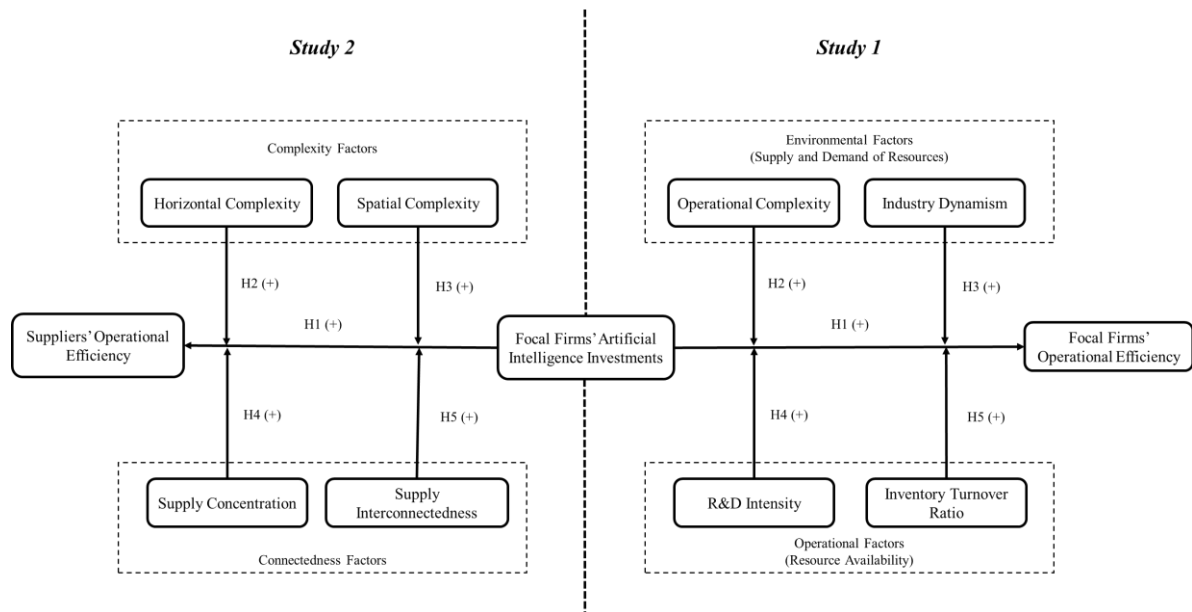 Study 2
Complexity Factors
Horizontal Complexity
Spatial Complexity
H2 (+)
H3 (+)
H1 (+)
Suppliers' Operational
Efficiency
H4 (+)
H5 (+)
Supply Concentration
Supply
Interconnectedness
Connectedness Factors
Focal Firms' Artificial
Intelligence Investments
Study 1
Environmental Factors
(Supply and Demand of Resources)
Operational Complexity
Industry Dynamism
H2 (+)
H3 (+)
H1 (+)
Focal Firms'
Operational Efficiency
H4 (+)
H5 (+)
R&D Intensity
Inventory Turnover
Ratio
Operational Factors
(Resource Availability)